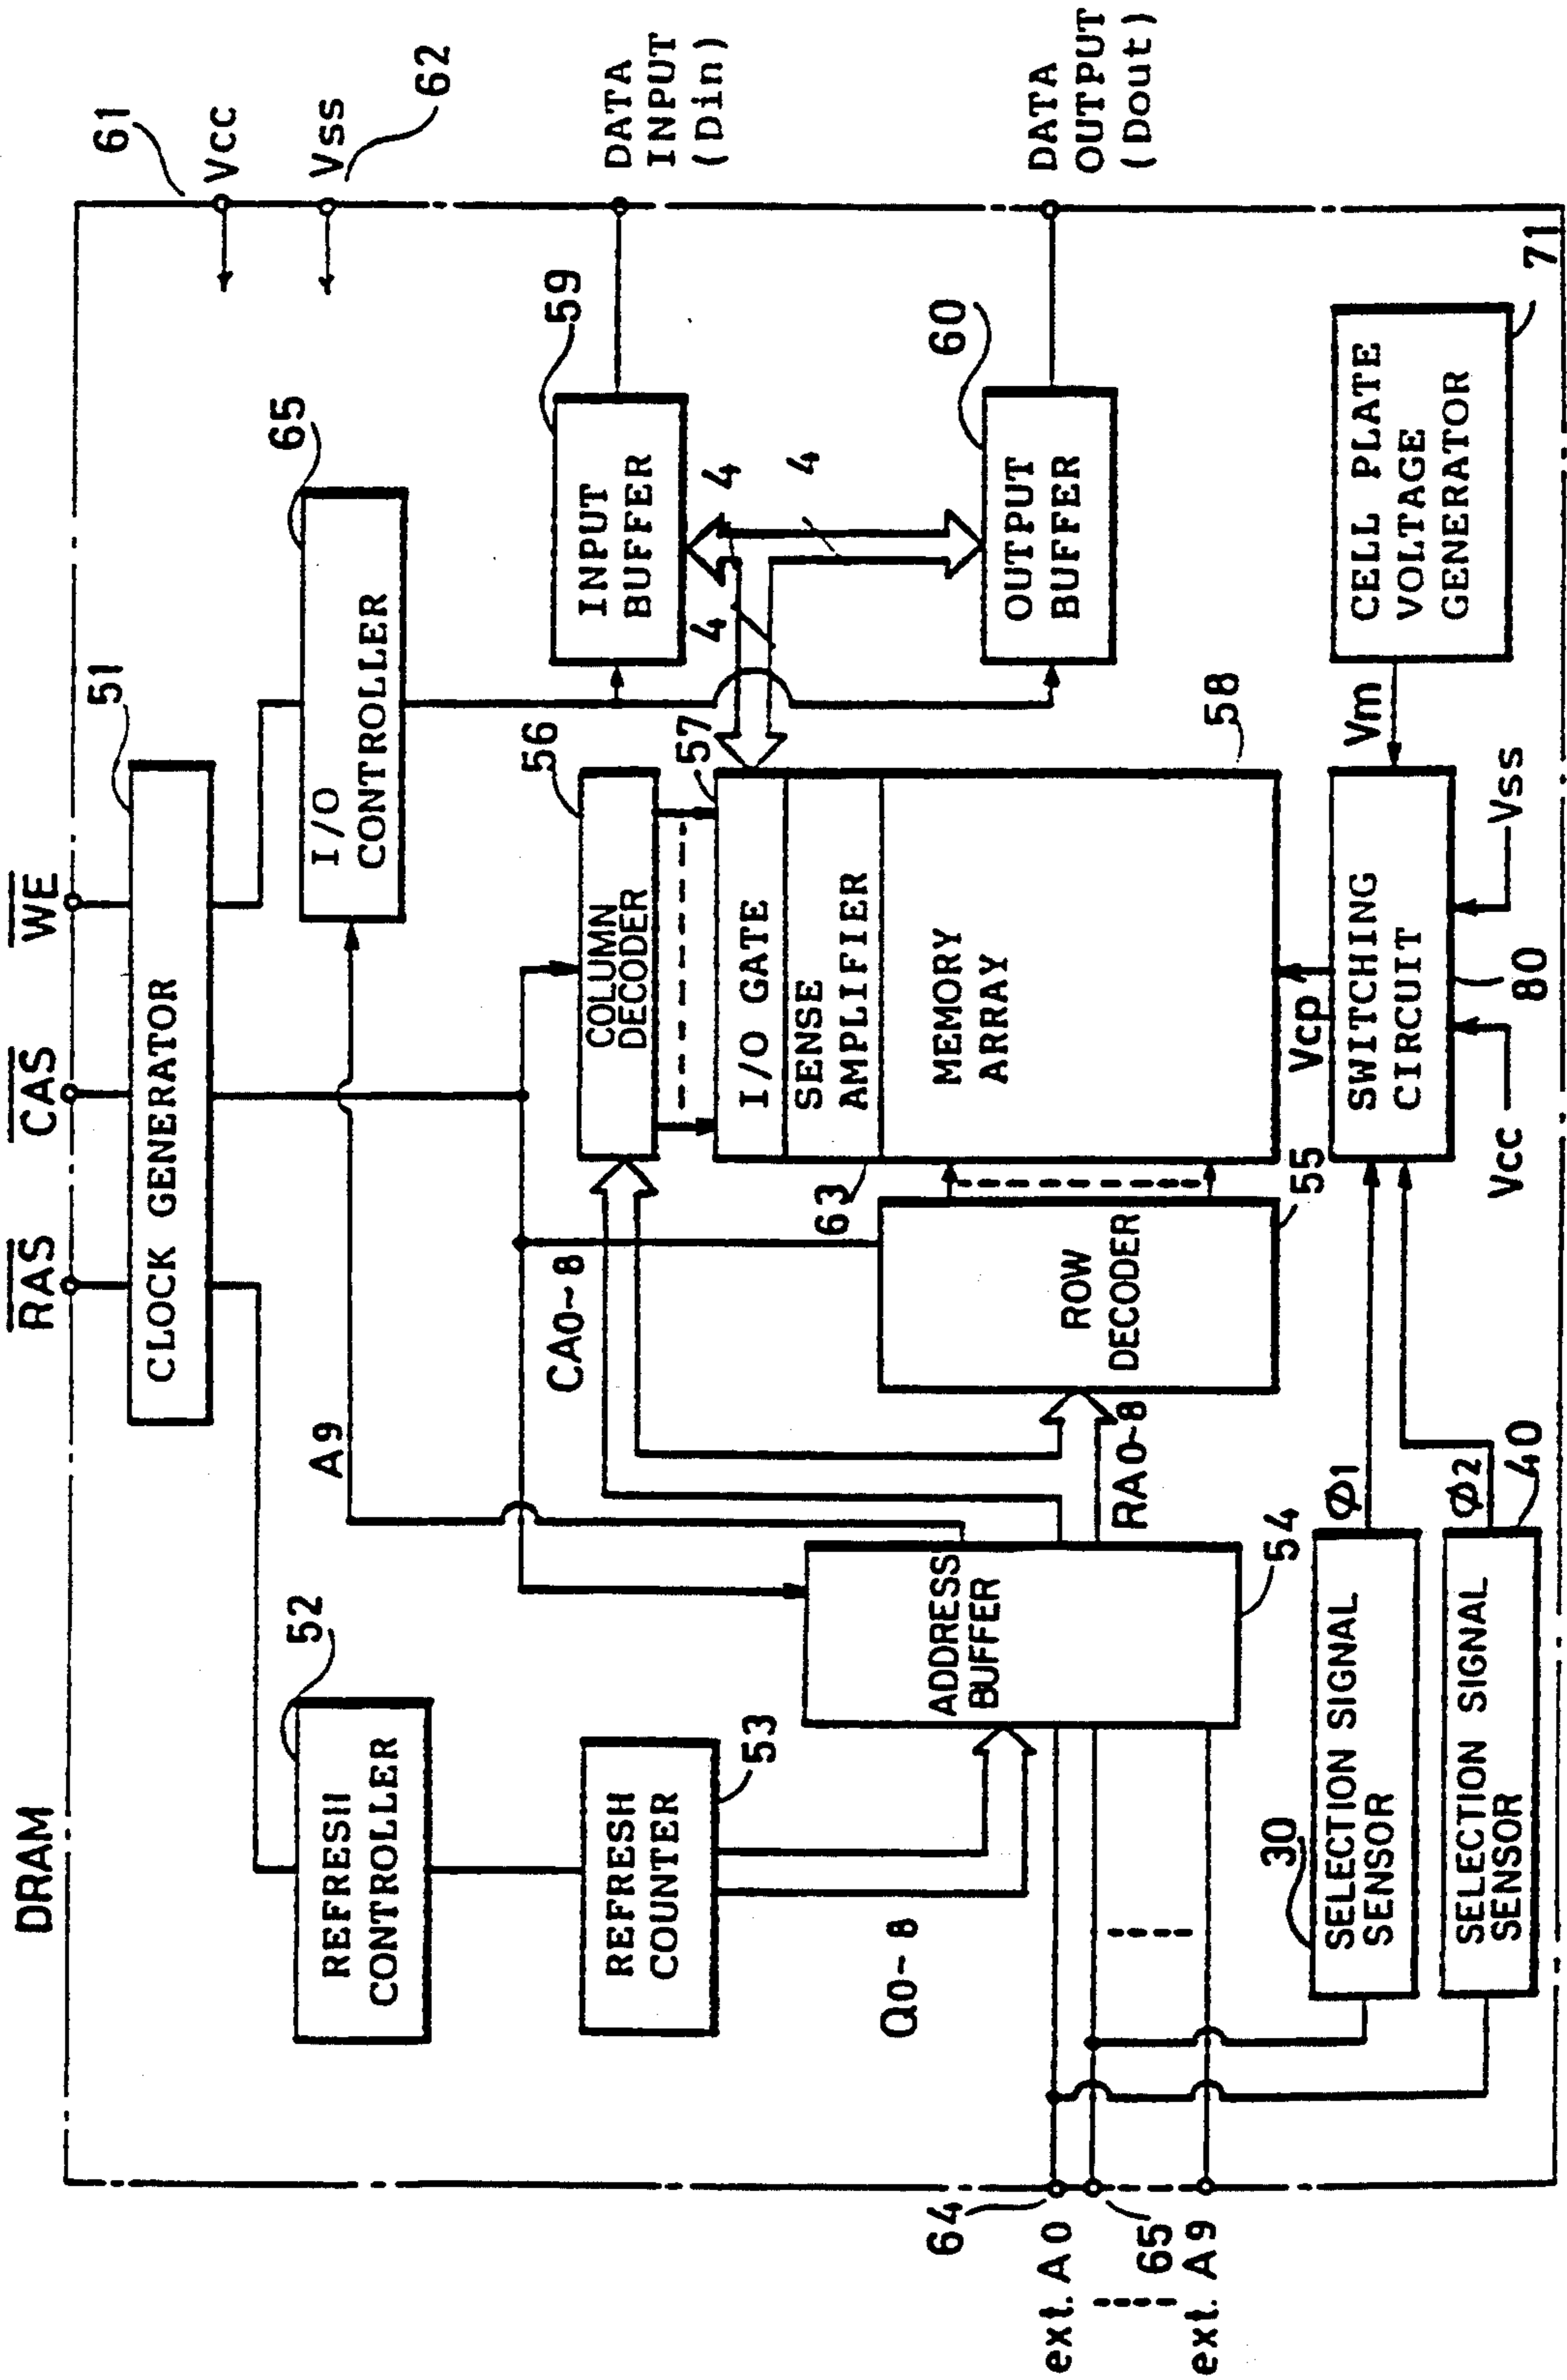 DRAM
RAS
CAS
WE
61
Vcc
Vss
62
51
CLOCK GENERATOR
52
REFRESH
CONTROLLER
A9
65
I/O
CONTROLLER
53
REFRESH
COUNTER
CA0~8
56
COLUMN
DECODER
59
INPUT
BUFFER
DATA
INPUT
(Din)
57
4
4
4
I/O GATE
SENSE
AMPLIFIER
63
MEMORY
ARRAY
58
Q0~8
ADDRESS
BUFFER
54
RA0~8
ROW
DECODER
55
60
OUTPUT
BUFFER
DATA
OUTPUT
(Dout)
64
ext. A0
65
ext. A9
30
SELECTION SIGNAL
SENSOR
Ø1
SELECTION SIGNAL
SENSOR
Ø2
40
Vcp
SWITCHING
CIRCUIT
80
Vcc
Vss
Vm
CELL PLATE
VOLTAGE
GENERATOR
71